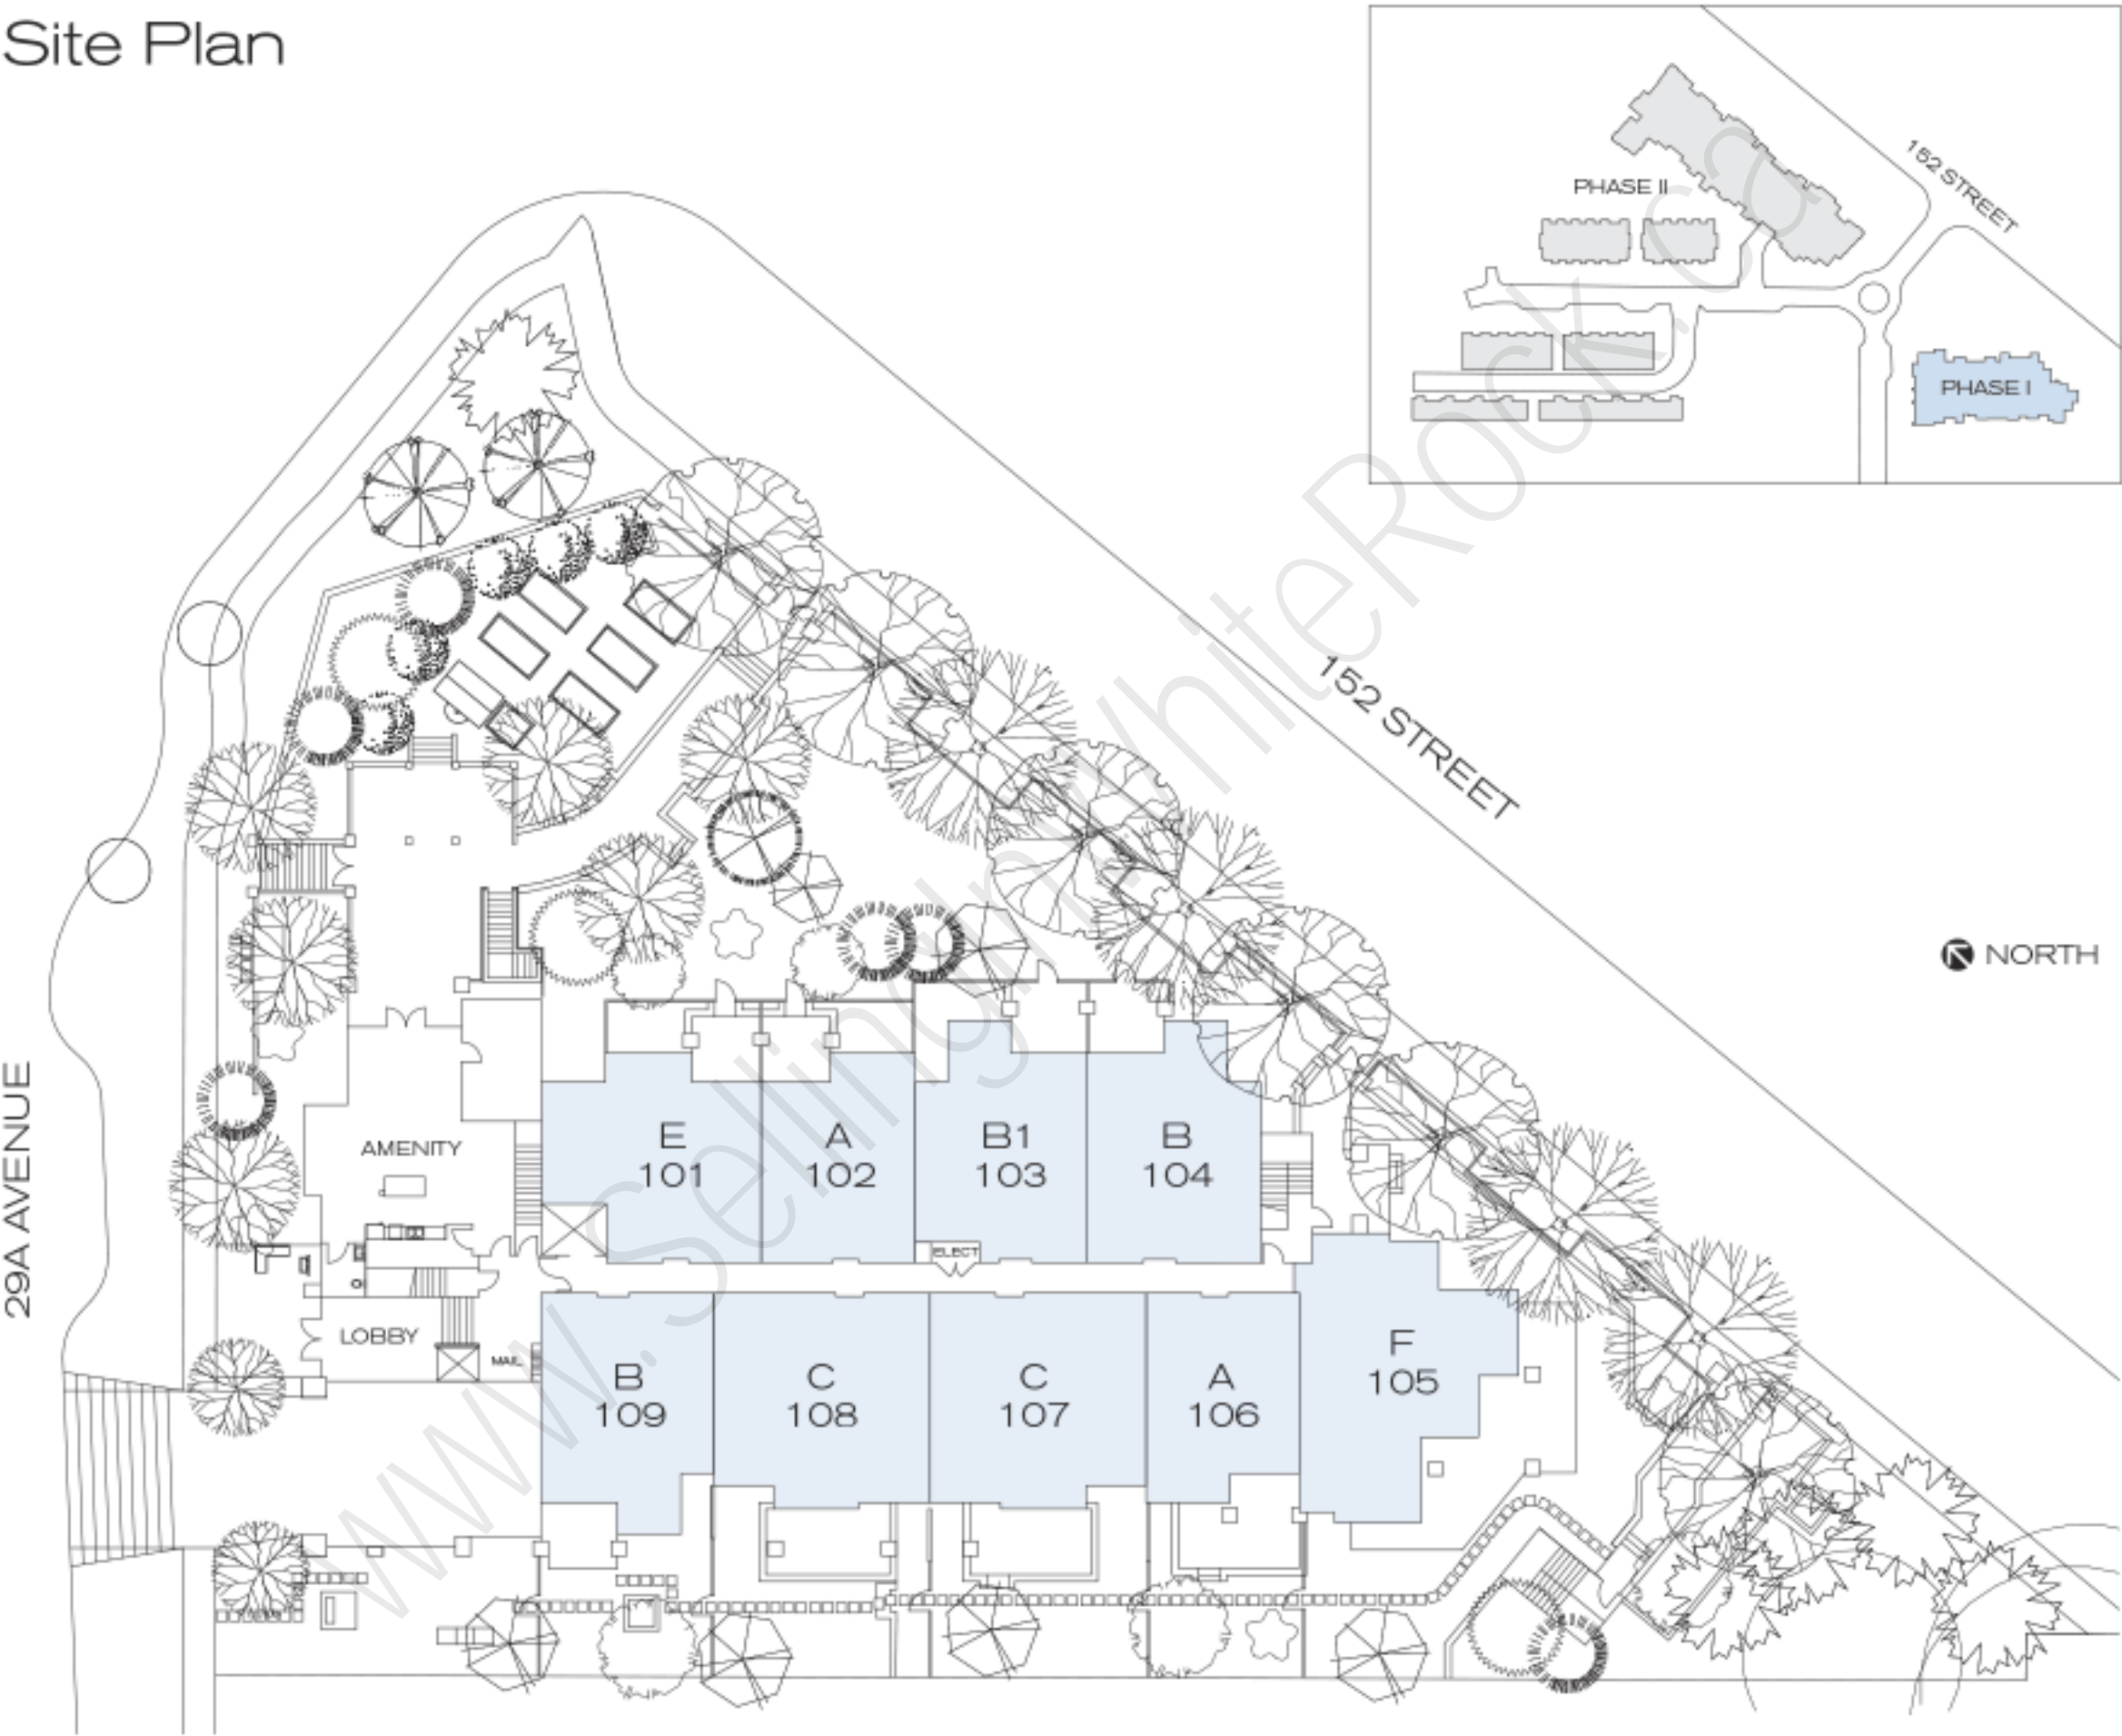 Site Plan
152 STREET
PHASE II
PHASE I
152 STREET
NORTH
29A AVENUE
AMENITY
LOBBY
MAIL
ELECT
E
101
A
102
B1
103
B
104
F
105
B
109
C
108
C
107
A
106
www.SellingInWhiteRock.ca